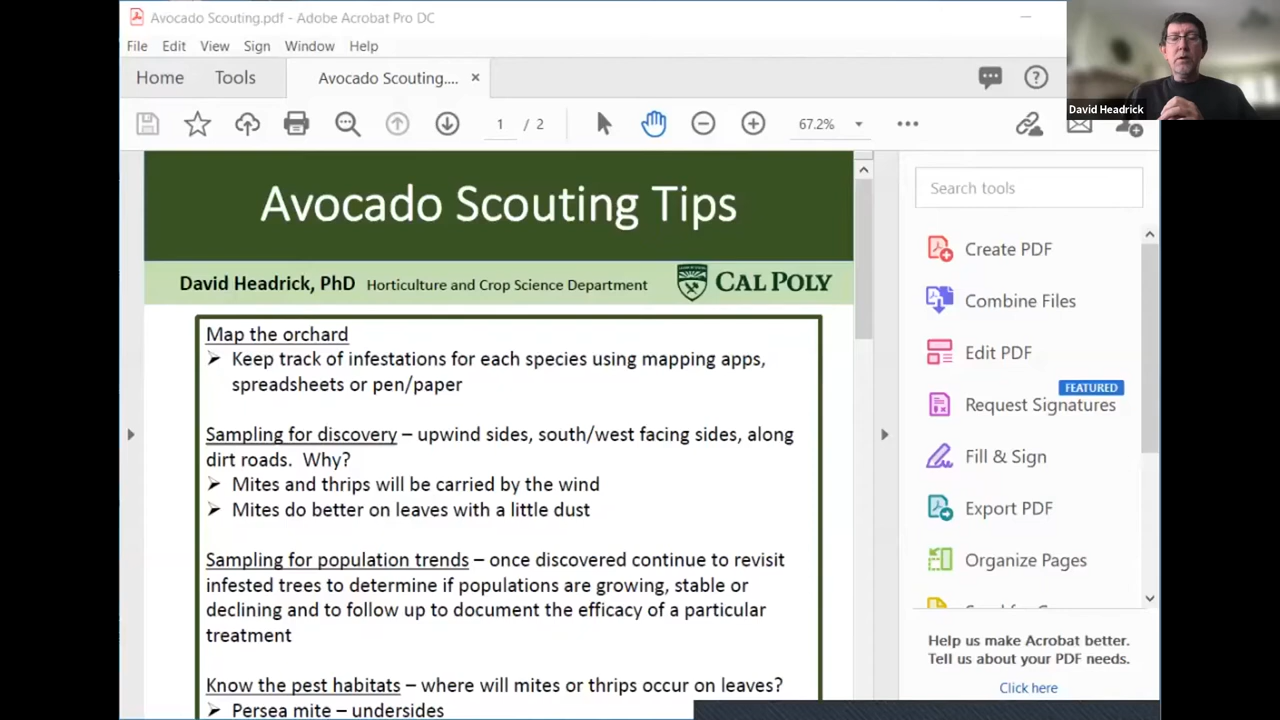 Avocado Scouting.pdf - Adobe Acrobat Pro DC
File Edit View Sign Window Help
Home Tools Avocado Scouting.... ×
1 / 2 67.2%
David Headrick
Avocado Scouting Tips
David Headrick, PhD Horticulture and Crop Science Department CAL POLY
Map the orchard
➢ Keep track of infestations for each species using mapping apps,
spreadsheets or pen/paper
Sampling for discovery – upwind sides, south/west facing sides, along
dirt roads. Why?
➢ Mites and thrips will be carried by the wind
➢ Mites do better on leaves with a little dust
Sampling for population trends – once discovered continue to revisit
infested trees to determine if populations are growing, stable or
declining and to follow up to document the efficacy of a particular
treatment
Know the pest habitats – where will mites or thrips occur on leaves?
➢ Persea mite – undersides
Search tools
Create PDF
Combine Files
Edit PDF
FEATURED
Request Signatures
Fill & Sign
Export PDF
Organize Pages
Help us make Acrobat better.
Tell us about your PDF needs.
Click here